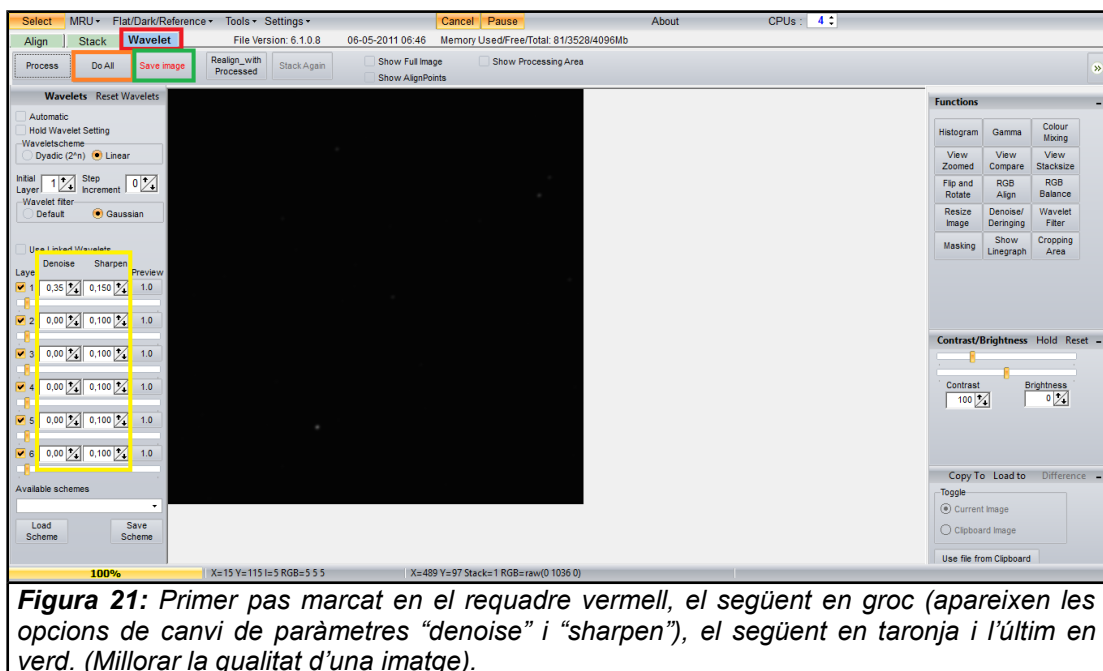 Select MRU Flat/Dark/Reference Tools Settings Cancel Pause About CPUs : 4
Align Stack Wavelet File Version: 6.1.0.8 06-05-2011 06:46 Memory Used/Free/Total: 81/3528/4096Mb
Process Do All Save image Realign_with Processed Stack Again Show Full Image Show Processing Area
Show AlignPoints
Wavelets Reset Wavelets
Automatic
Hold Wavelet Setting
Waveletscheme
Dyadic (2^n) Linear
Initial Layer 1 Step Increment 0
Wavelet filter
Default Gaussian
Use Linked Wavelets
Denoise Sharpen
Laye Preview
1 0,35 0,150 1.0
2 0,00 0,100 1.0
3 0,00 0,100 1.0
4 0,00 0,100 1.0
5 0,00 0,100 1.0
6 0,00 0,100 1.0
Available schemes
Load Scheme Save Scheme
Functions
Histogram Gamma Colour Mixing
View Zoomed View Compare View Stacksize
Flip and Rotate RGB Align RGB Balance
Resize Image Denoise/ Deringing Wavelet Filter
Masking Show Linegraph Cropping Area
Contrast/Brightness Hold Reset
Contrast Brightness
100 0
Copy To Load to Difference
Toggle
Current Image
Clipboard Image
Use file from Clipboard
100% X=15 Y=115 I=5 RGB=5 5 5 X=489 Y=97 Stack=1 RGB=raw(0 1036 0)
Figura 21: Primer pas marcat en el requadre vermell, el següent en groc (apareixen les
opcions de canvi de paràmetres “denoise” i “sharpen”), el següent en taronja i l’últim en
verd. (Millorar la qualitat d’una imatge).